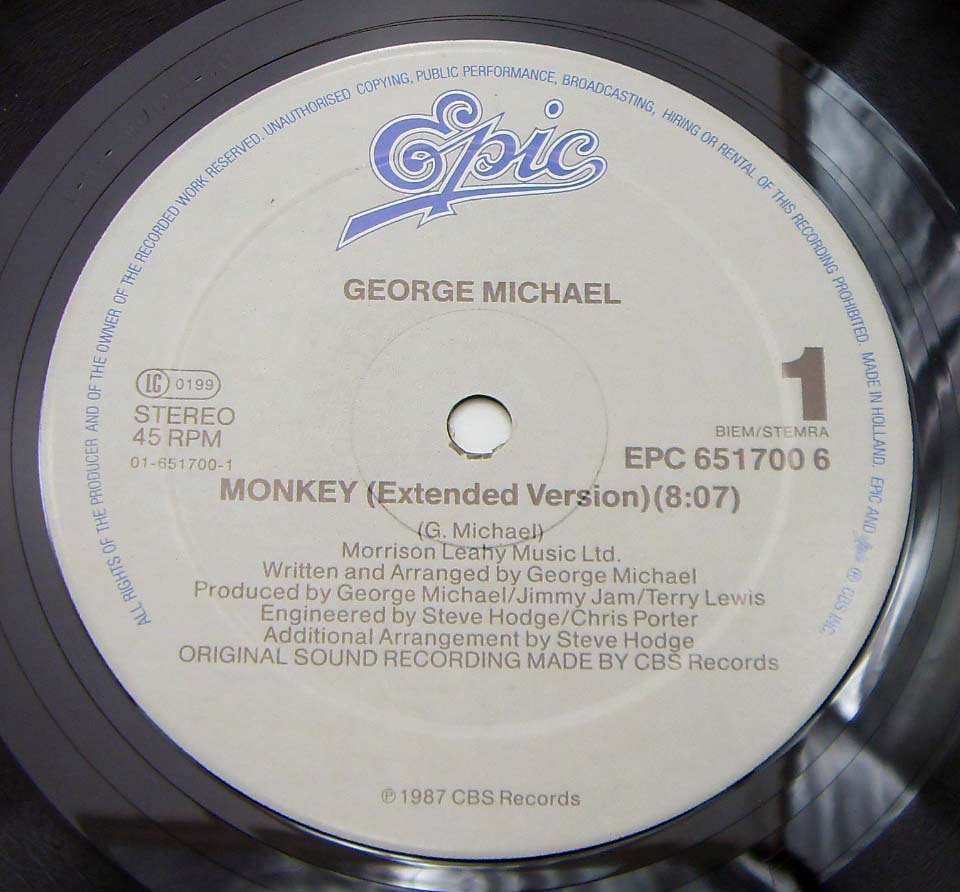 ALL RIGHTS OF THE PRODUCER AND OF THE OWNER OF THE RECORDED WORK RESERVED. UNAUTHORISED COPYING, PUBLIC PERFORMANCE, BROADCASTING, HIRING OR RENTAL OF THIS RECORDING PROHIBITED. MADE IN HOLLAND. EPIC AND Epic ℗ CBS INC.
Epic
GEORGE MICHAEL
1
LC 0199
STEREO
45 RPM
01-651700-1
BIEM/STEMRA
EPC 651700 6
MONKEY (Extended Version) (8:07)
(G. Michael)
Morrison Leahy Music Ltd.
Written and Arranged by George Michael
Produced by George Michael/Jimmy Jam/Terry Lewis
Engineered by Steve Hodge/Chris Porter
Additional Arrangement by Steve Hodge
ORIGINAL SOUND RECORDING MADE BY CBS Records
℗ 1987 CBS Records